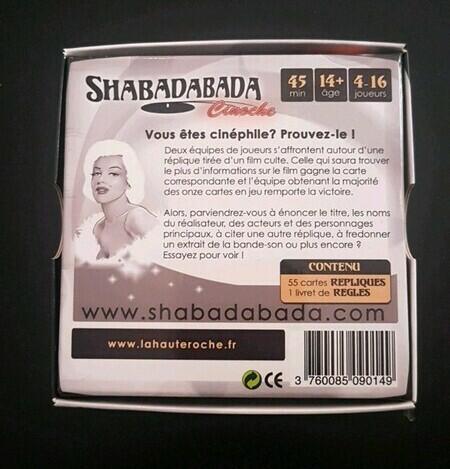 SHABADABADA
Cinoche
45 min
14+ âge
4-16 joueurs
Vous êtes cinéphile? Prouvez-le !
Deux équipes de joueurs s'affrontent autour d'une
réplique tirée d'un film culte. Celle qui saura trouver
le plus d'informations sur le film gagne la carte
correspondante et l'équipe obtenant la majorité
des onze cartes en jeu remporte la victoire.
Alors, parviendrez-vous à énoncer le titre, les noms
du réalisateur, des acteurs et des personnages
principaux, à citer une autre réplique, à fredonner
un extrait de la bande-son ou plus encore ?
Essayez pour voir !
CONTENU
55 cartes REPLIQUES
1 livret de REGLES
www.shabadabada.com
www.lahauteroche.fr
CE
3 760085 090149